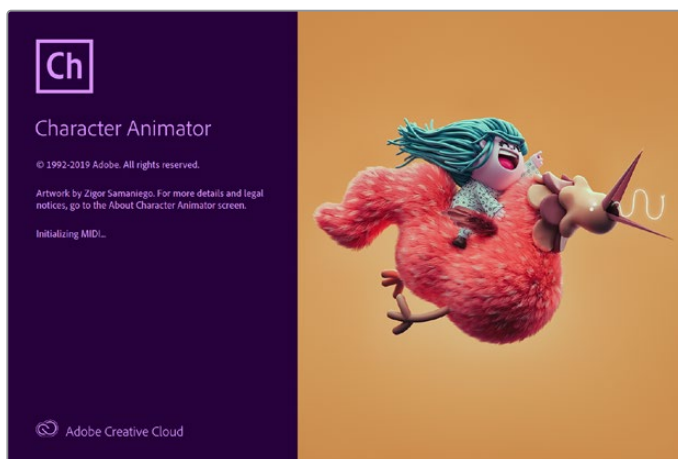 Ch
Character Animator
© 1992-2019 Adobe. All rights reserved.
Artwork by Zigor Samaniego. For more details and legal
notices, go to the About Character Animator screen.
Initializing MIDI...
Adobe Creative Cloud